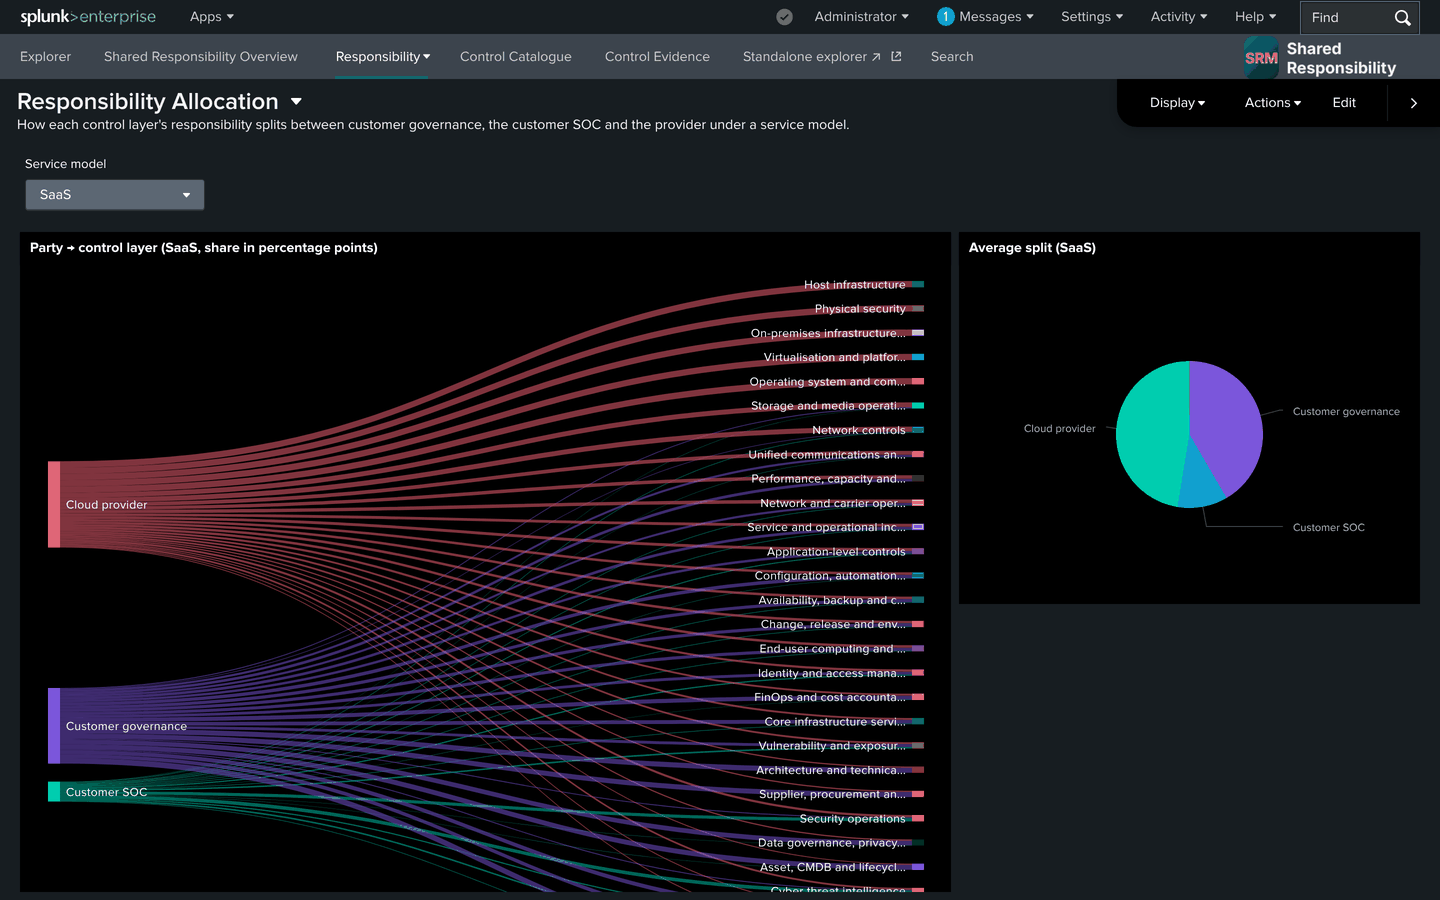 splunk>enterprise
Apps
Administrator
1 Messages
Settings
Activity
Help
Find
Explorer
Shared Responsibility Overview
Responsibility
Control Catalogue
Control Evidence
Standalone explorer ↗
Search
SRM
Shared
Responsibility
Responsibility Allocation
How each control layer's responsibility splits between customer governance, the customer SOC and the provider under a service model.
Display
Actions
Edit
Service model
SaaS
Party → control layer (SaaS, share in percentage points)
Host infrastructure
Physical security
On-premises infrastructure...
Virtualisation and platfor...
Operating system and com...
Storage and media operati...
Network controls
Unified communications an...
Performance, capacity and...
Network and carrier oper...
Service and operational inc...
Application-level controls
Configuration, automation...
Availability, backup and c...
Change, release and env...
End-user computing and ...
Identity and access mana...
FinOps and cost accounta...
Core infrastructure servi...
Vulnerability and exposur...
Architecture and technica...
Supplier, procurement an...
Security operations
Data governance, privacy...
Asset, CMDB and lifecycl...
Cyber threat intelligence
Cloud provider
Customer governance
Customer SOC
Average split (SaaS)
Cloud provider
Customer governance
Customer SOC